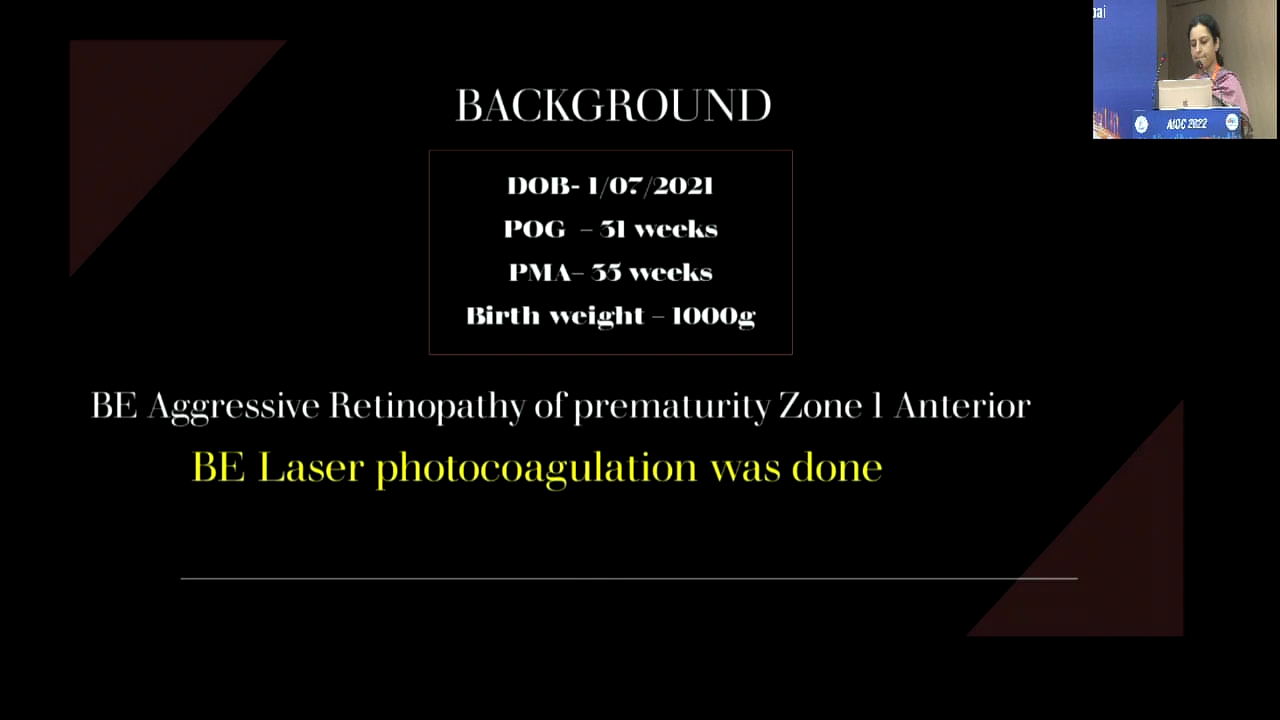 BACKGROUND
DOB- 1/07/2021
POG – 31 weeks
PMA– 35 weeks
Birth weight – 1000g
BE Aggressive Retinopathy of prematurity Zone 1 Anterior
BE Laser photocoagulation was done
bai
AIOC 2022